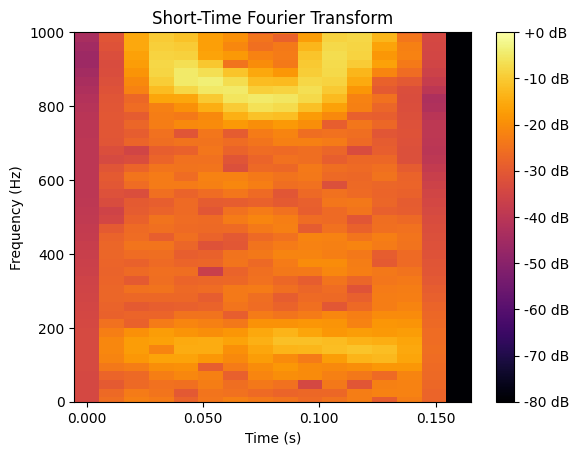 Short-Time Fourier Transform
1000
800
600
400
200
0
Frequency (Hz)
0.000
0.050
0.100
0.150
Time (s)
+0 dB
-10 dB
-20 dB
-30 dB
-40 dB
-50 dB
-60 dB
-70 dB
-80 dB